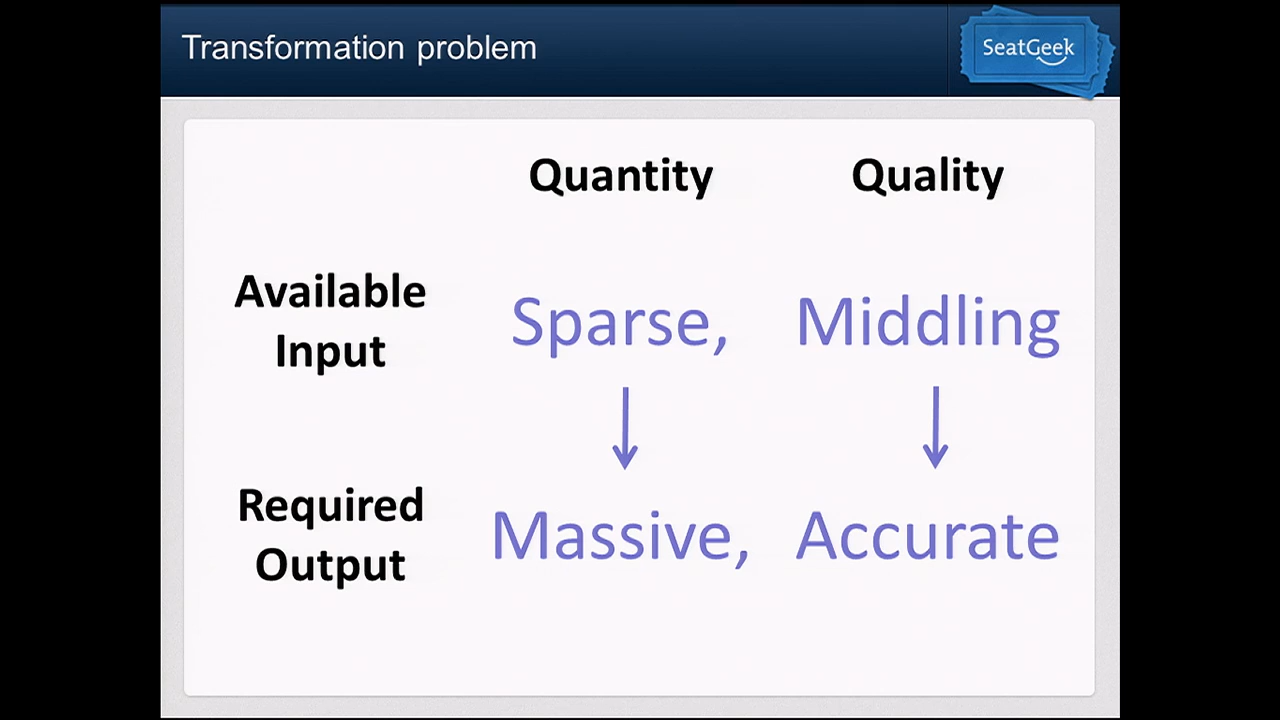 Transformation problem
SeatGeek
Quantity Quality
Available
Input
Sparse, Middling
Required
Output
Massive, Accurate